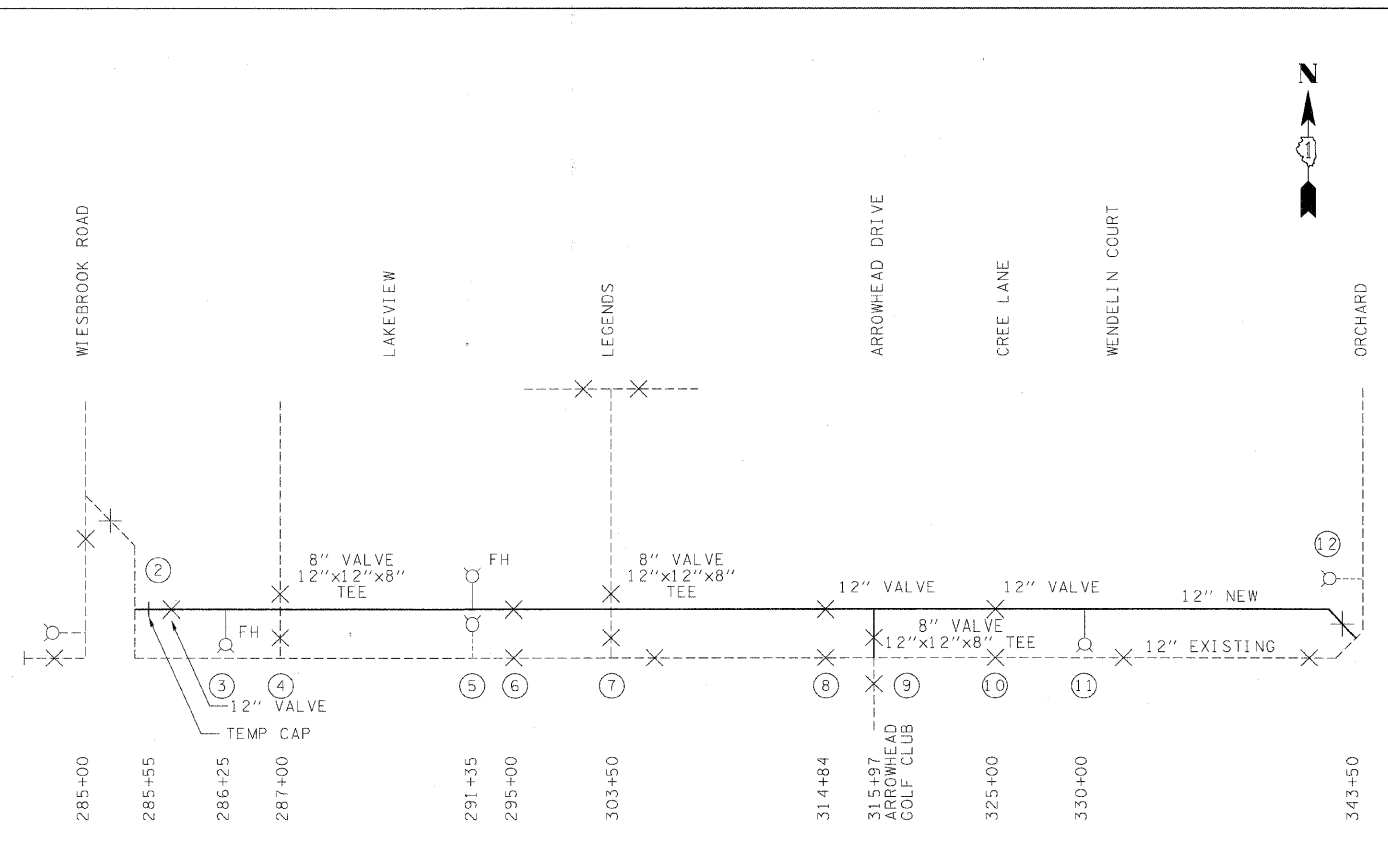 N
1
WIESBROOK ROAD
LAKEVIEW
LEGENDS
ARROWHEAD DRIVE
CREE LANE
WENDELIN COURT
ORCHARD
2
8" VALVE
12"x12"x8"
TEE
FH
8" VALVE
12"x12"x8"
TEE
12" VALVE
12" VALVE
12" NEW
12
FH
8" VALVE
12"x12"x8" TEE
12" EXISTING
3
4
5
6
7
8
9
10
11
12" VALVE
TEMP CAP
285+00
285+55
286+25
287+00
291+35
295+00
303+50
314+84
315+97
ARROWHEAD
GOLF CLUB
325+00
330+00
343+50